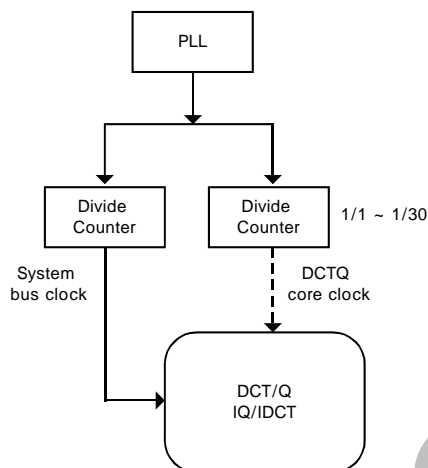 PLL
Divide
Counter
Divide
Counter
1/1 ~ 1/30
System
bus clock
DCTQ
core clock
DCT/Q
IQ/IDCT